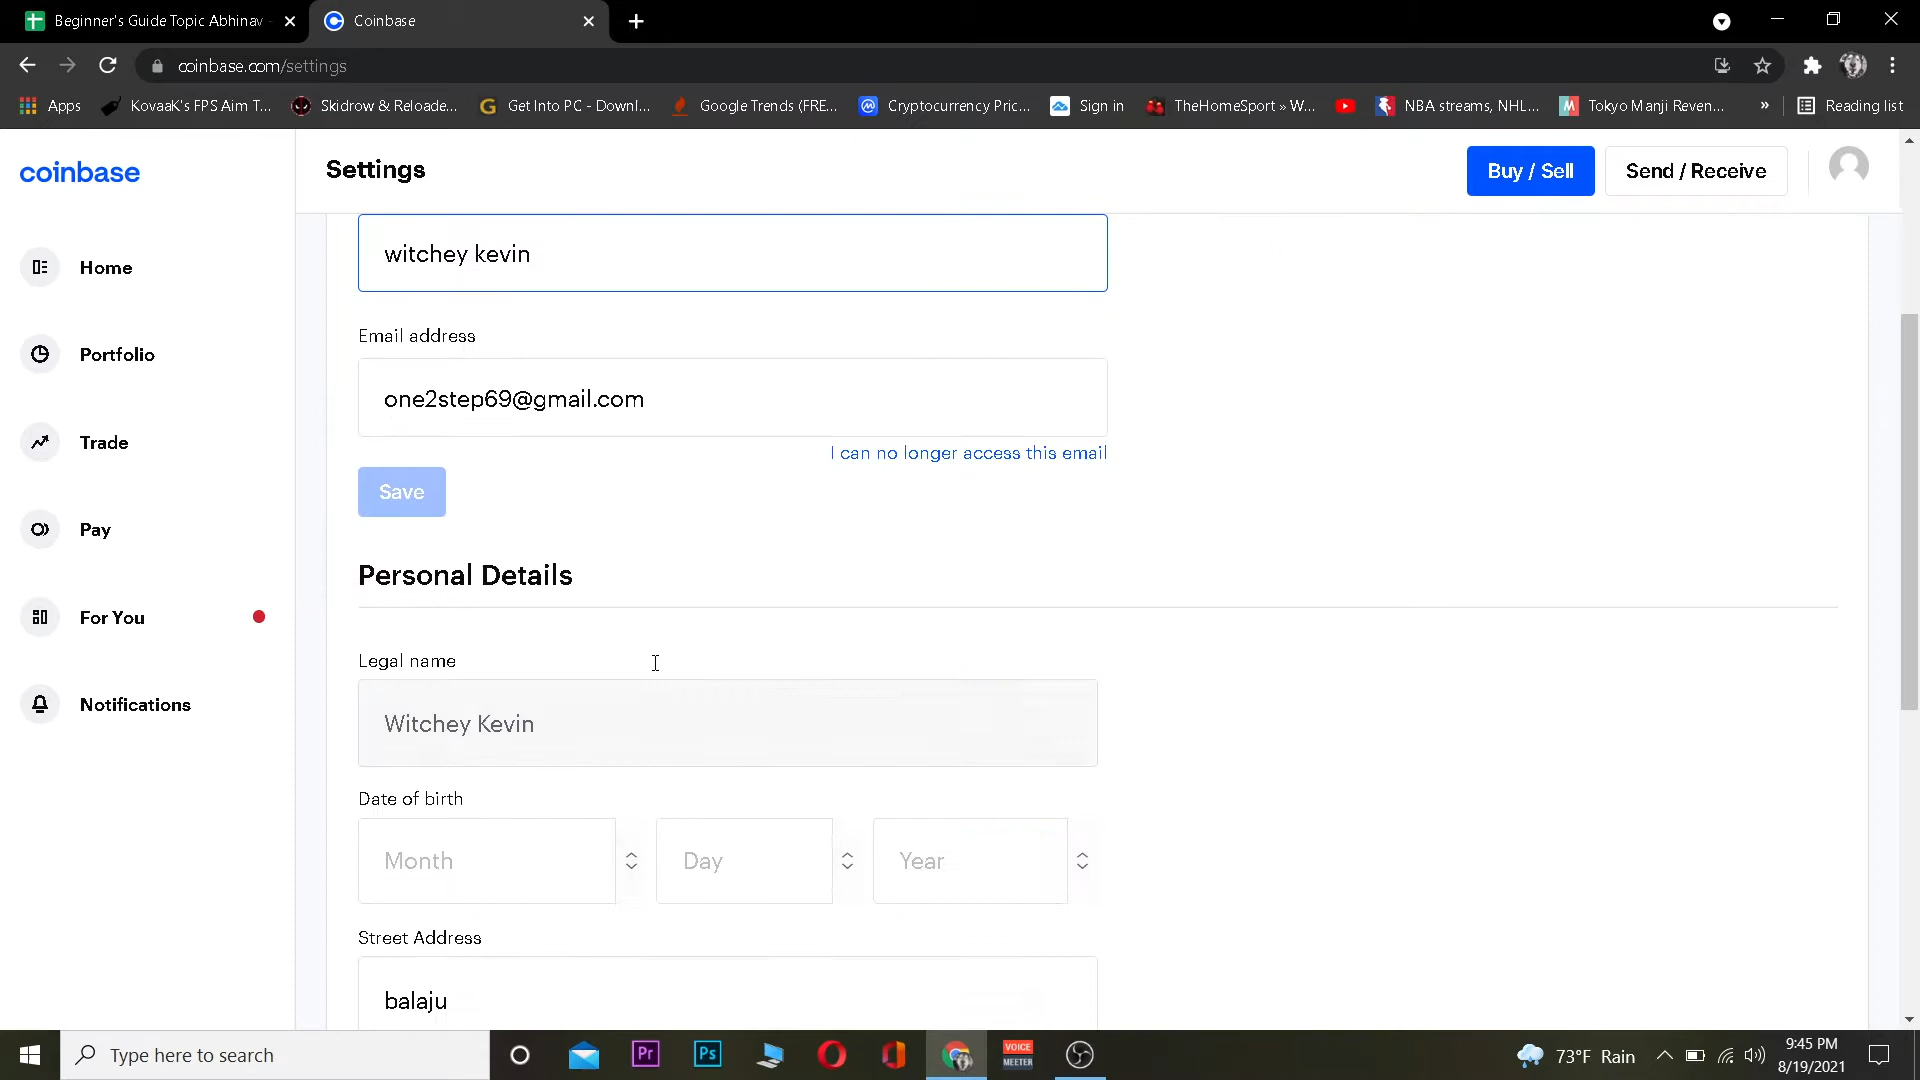 Beginner's Guide Topic Abhinav -
Coinbase
coinbase.com/settings
Apps
KovaaK's FPS Aim T...
Skidrow & Reloade...
Get Into PC - Downl...
Google Trends (FRE...
Cryptocurrency Pric...
Sign in
TheHomeSport » W...
NBA streams, NHL...
Tokyo Manji Reven...
»
Reading list
coinbase
Settings
Buy / Sell
Send / Receive
Home
Portfolio
Trade
Pay
For You
Notifications
witchey kevin
Email address
one2step69@gmail.com
I can no longer access this email
Save
Personal Details
Legal name
Witchey Kevin
Date of birth
Month
Day
Year
Street Address
balaju
Type here to search
Pr
Ps
VOICE
MEETER
73°F Rain
9:45 PM
8/19/2021